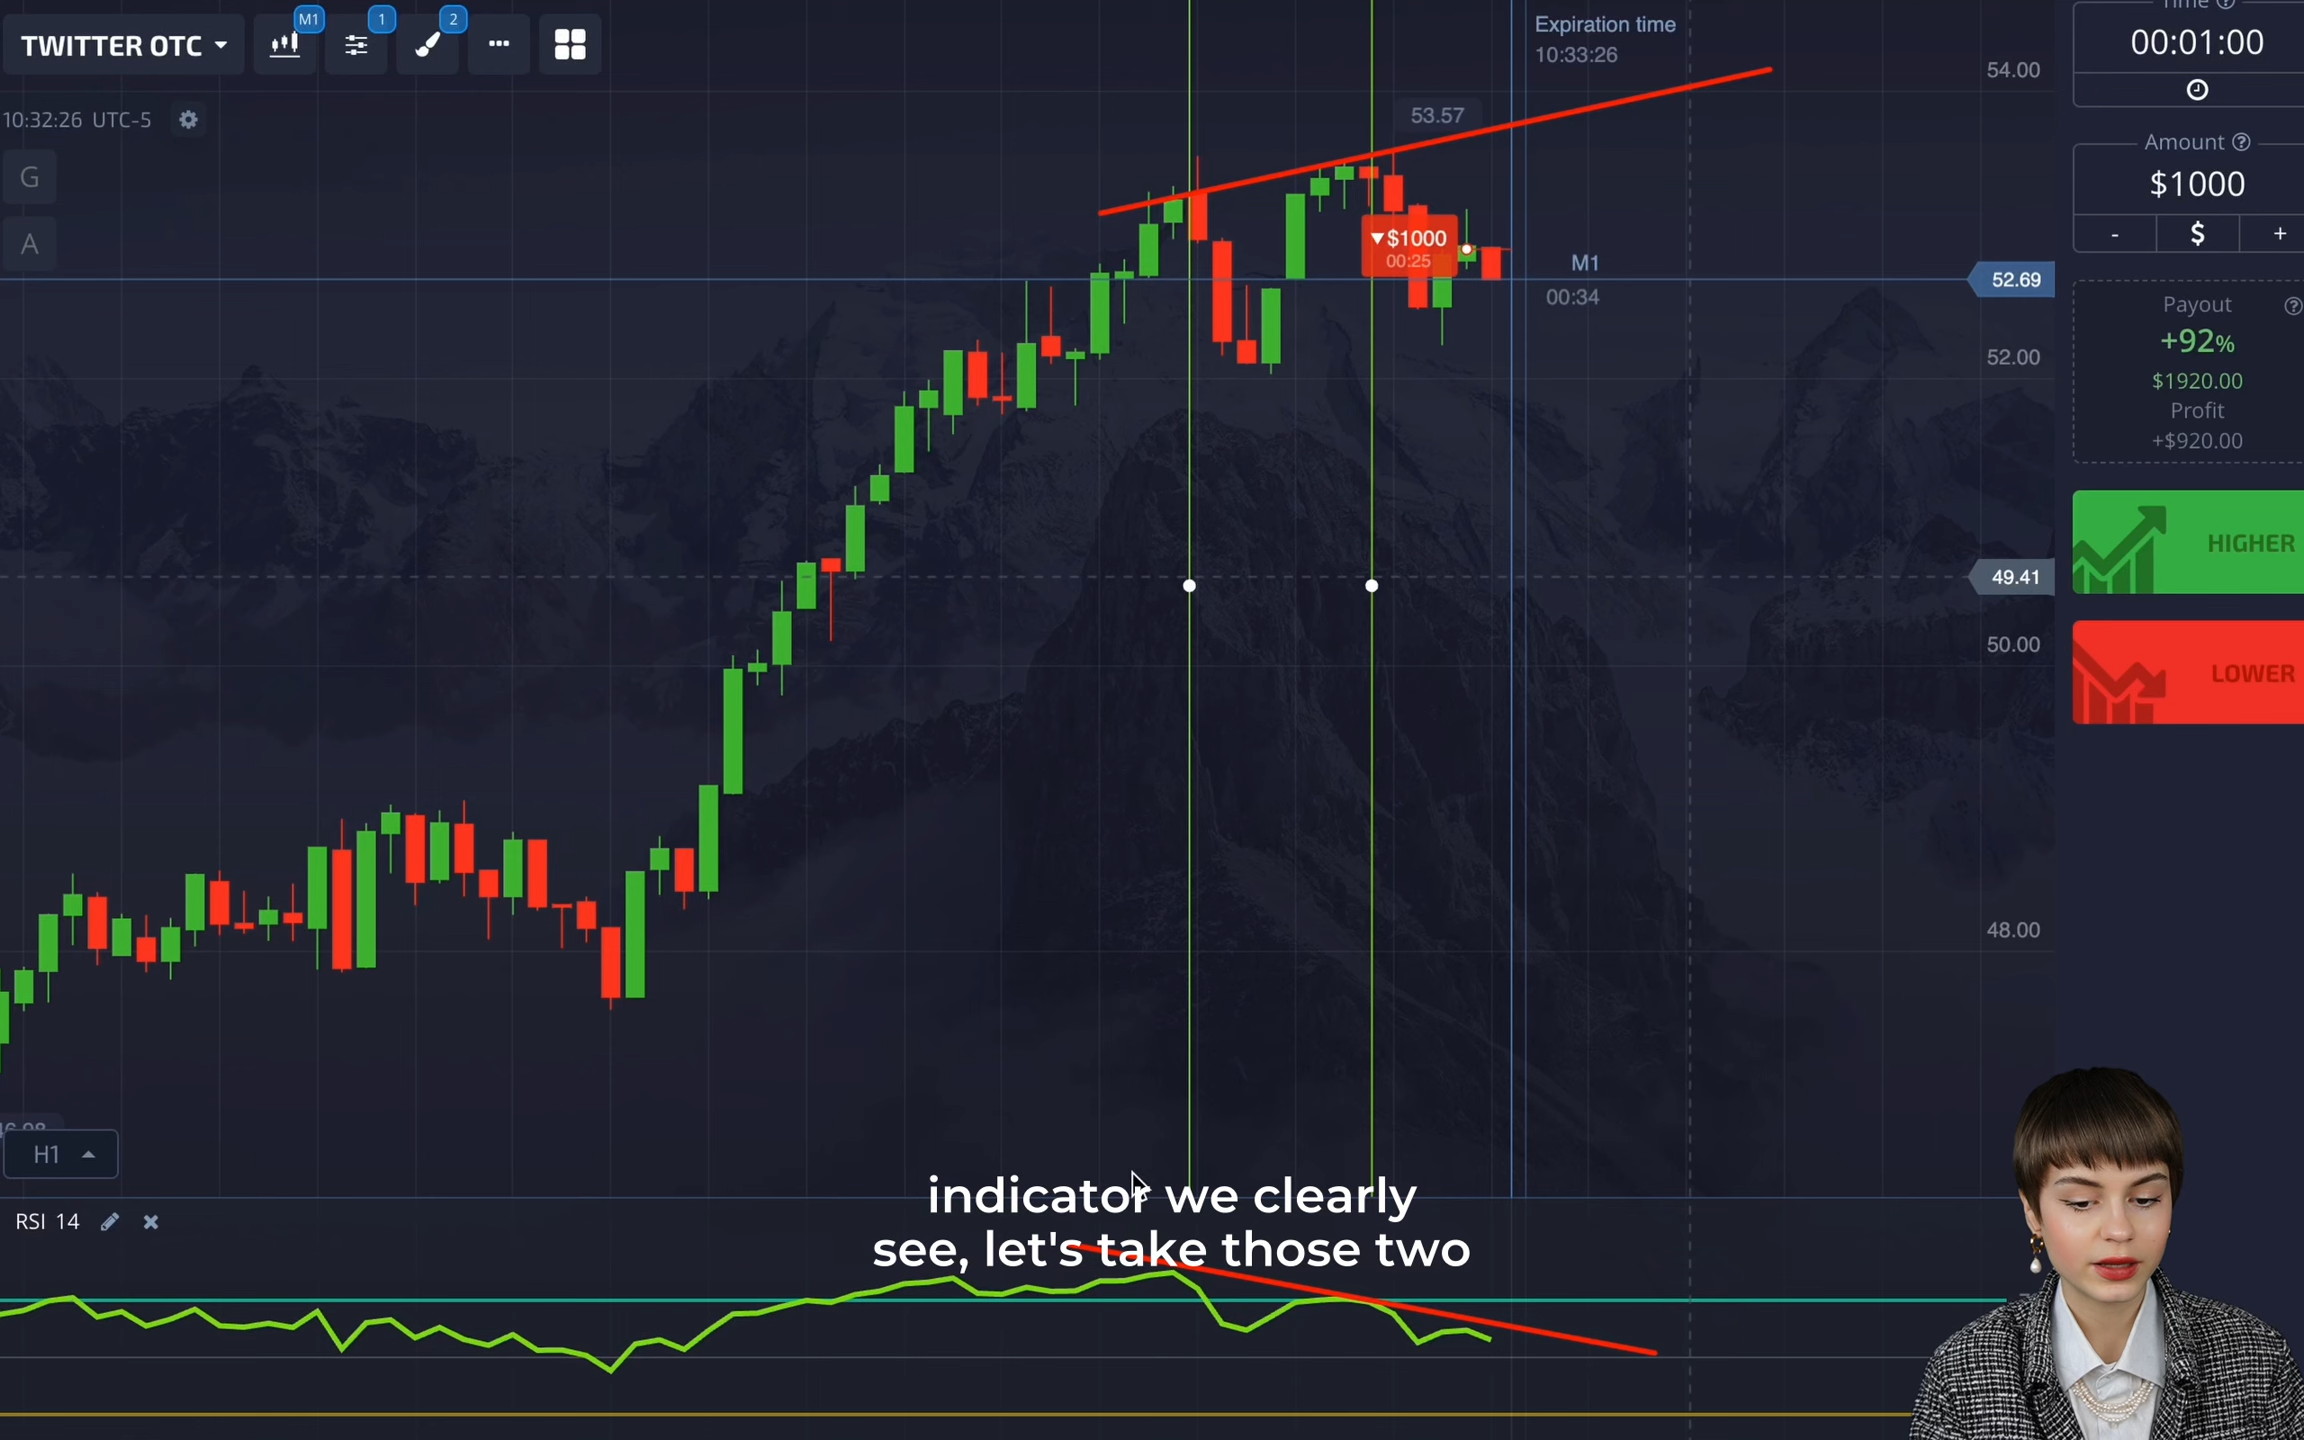 TWITTER OTC
M1
1
2
10:32:26 UTC-5
G
A
Expiration time
10:33:26
53.57
54.00
▼$1000
00:25
M1
00:34
52.69
52.00
49.41
50.00
48.00
Time
00:01:00
Amount
$1000
-
$
+
Payout
+92%
$1920.00
Profit
+$920.00
HIGHER
LOWER
H1
RSI 14
indicator we clearly
see, let's take those two